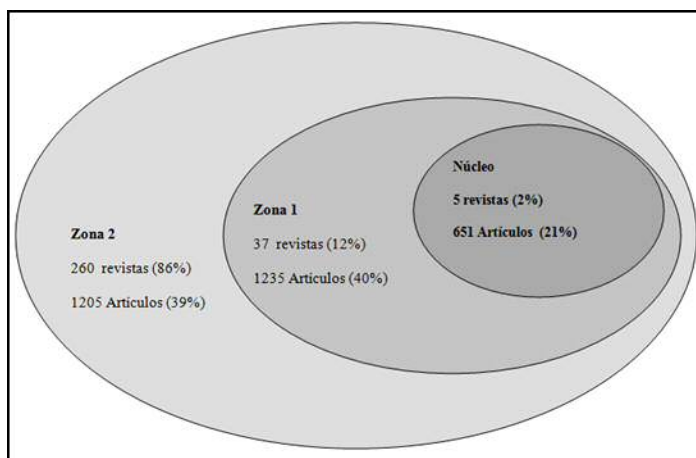 Núcleo
5 revistas (2%)
651 Artículos (21%)
Zona 1
37 revistas (12%)
1235 Artículos (40%)
Zona 2
260 revistas (86%)
1205 Artículos (39%)